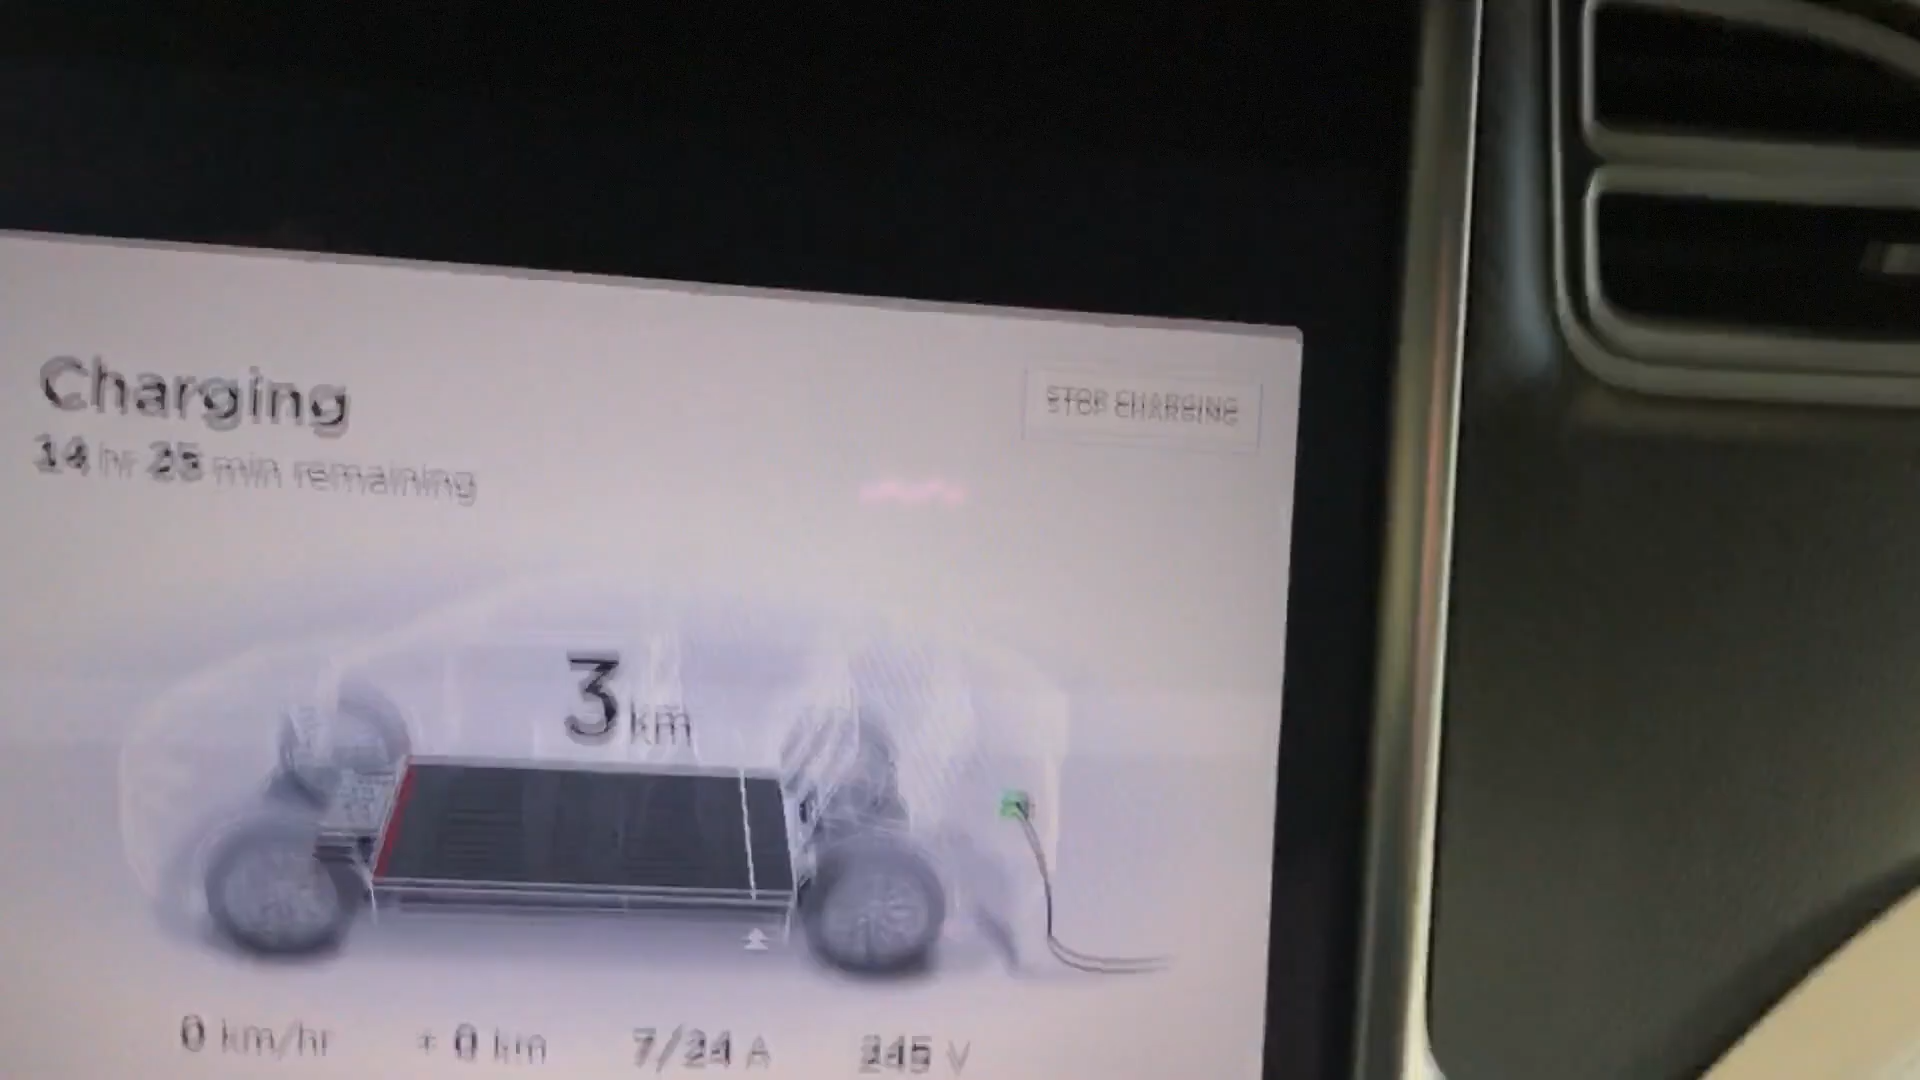 Charging
STOP CHARGING
14 hr 25 min remaining
3 km
0 km/hr + 0 km 7/24 A 245 V